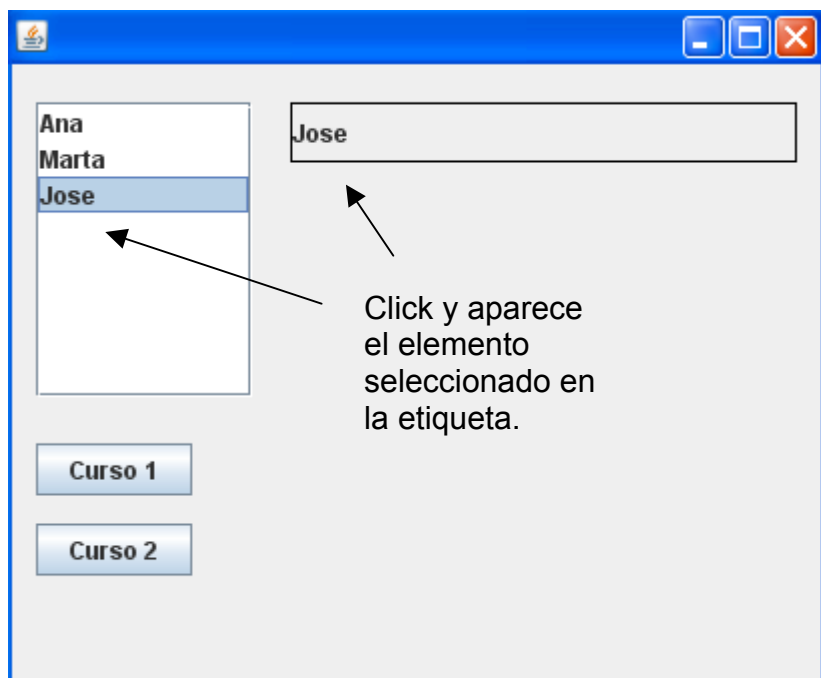 Ana
Marta
Jose
Jose
Click y aparece
el elemento
seleccionado en
la etiqueta.
Curso 1
Curso 2